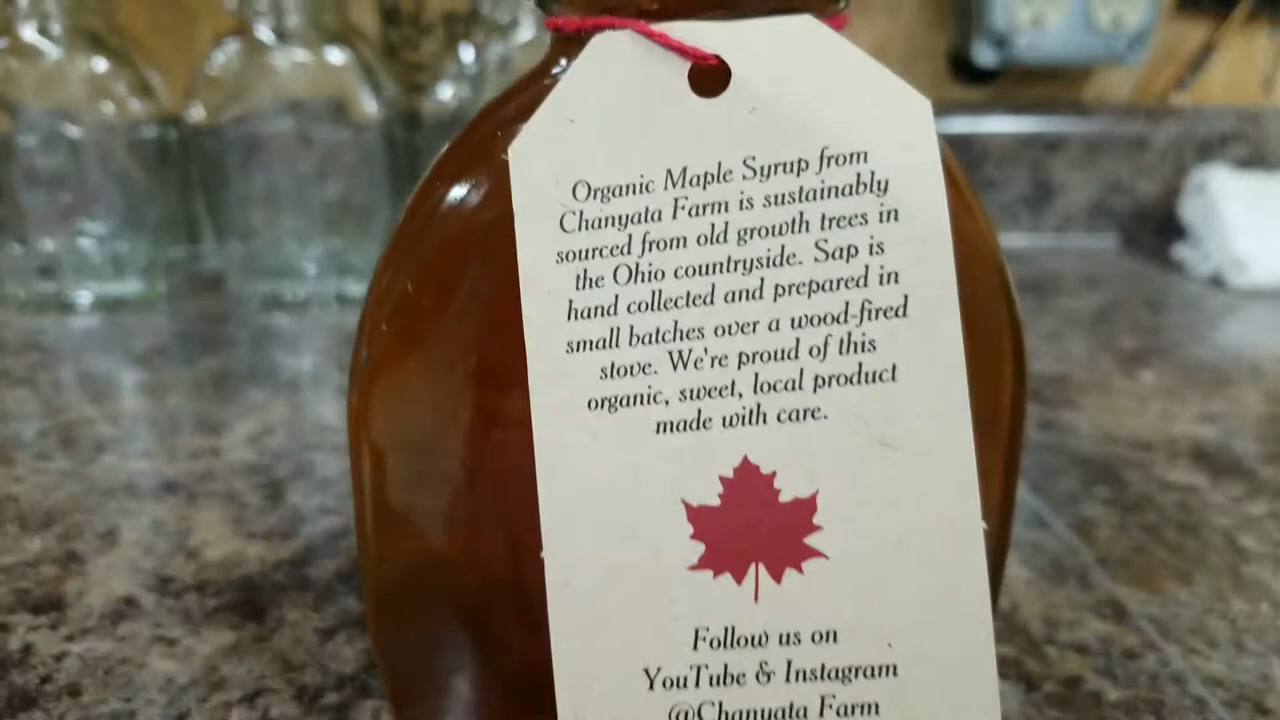 Organic Maple Syrup from
Chanyata Farm is sustainably
sourced from old growth trees in
the Ohio countryside. Sap is
hand collected and prepared in
small batches over a wood-fired
stove. We're proud of this
organic, sweet, local product
made with care.
Follow us on
YouTube & Instagram
@Chanyata Farm